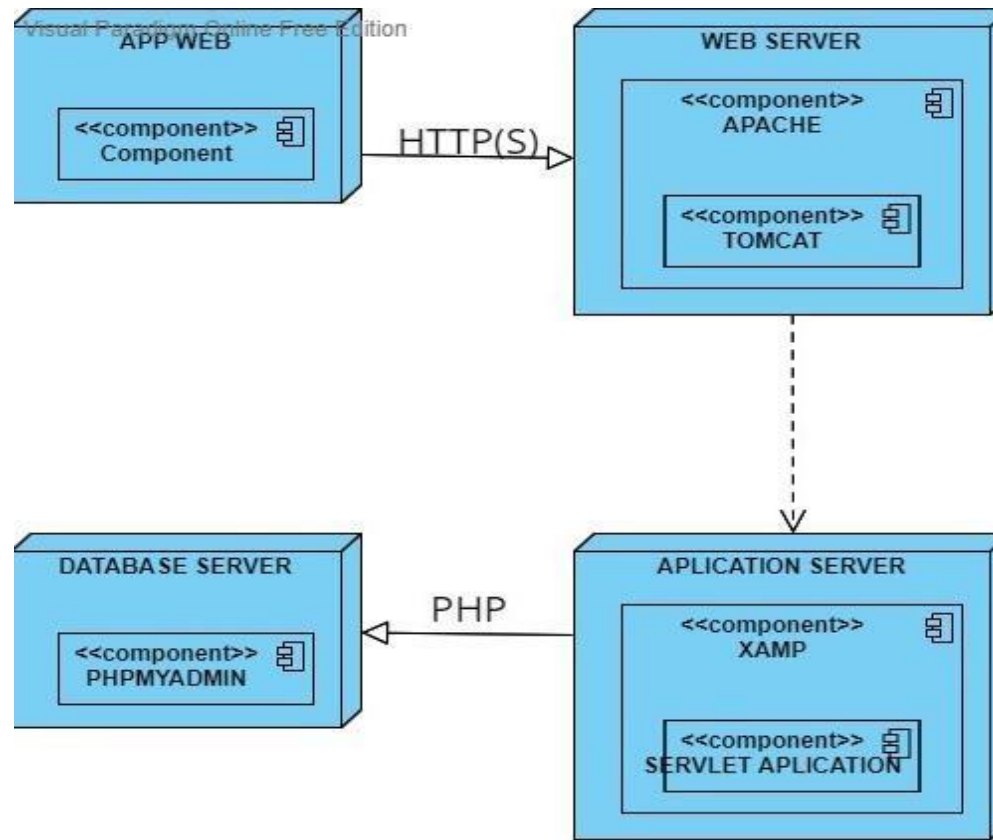 Visual Paradigm Online Free Edition
APP WEB
<<component>>
Component
HTTP(S)
WEB SERVER
<<component>>
APACHE
<<component>>
TOMCAT
DATABASE SERVER
<<component>>
PHPMYADMIN
PHP
APLICATION SERVER
<<component>>
XAMP
<<component>>
SERVLET APLICATION